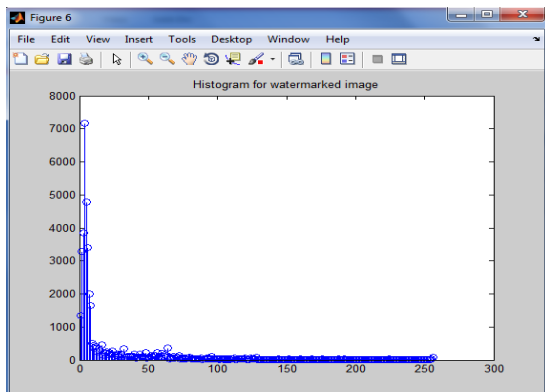 Figure 6
File Edit View Insert Tools Desktop Window Help
Histogram for watermarked image
8000
7000
6000
5000
4000
3000
2000
1000
0
0 50 100 150 200 250 300